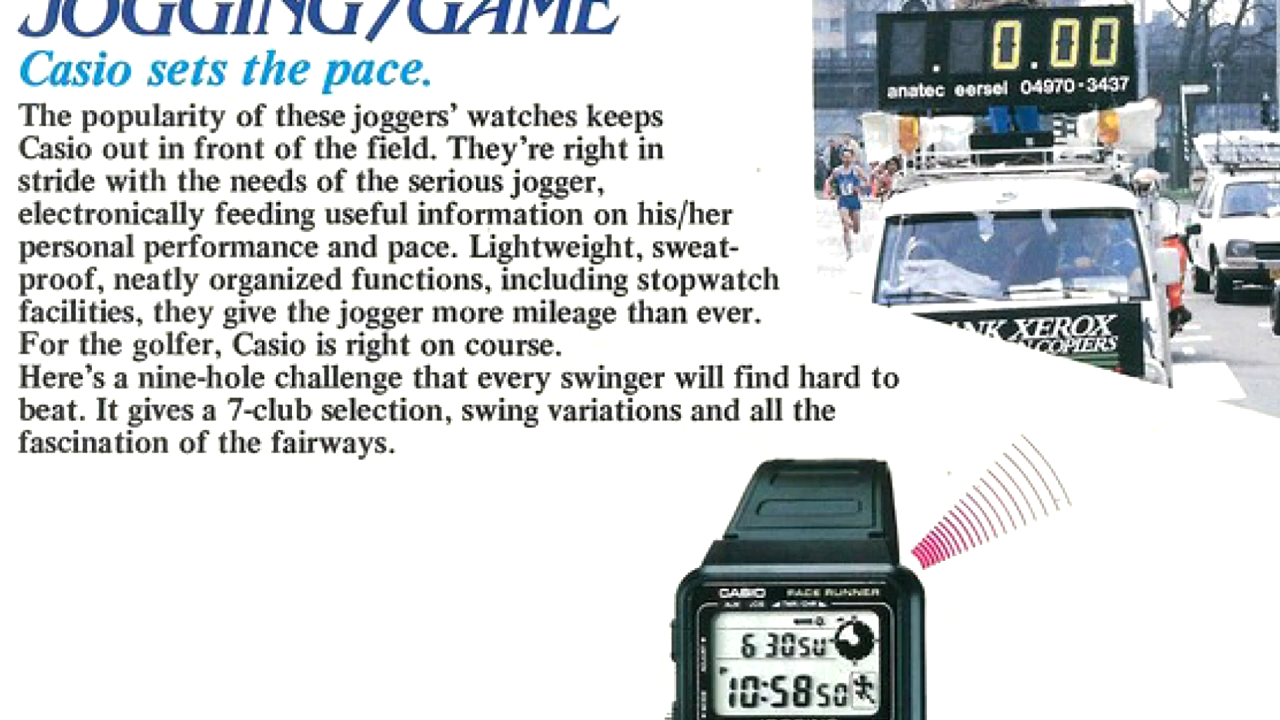 JOGGING/GAME
Casio sets the pace.
The popularity of these joggers' watches keeps
Casio out in front of the field. They're right in
stride with the needs of the serious jogger,
electronically feeding useful information on his/her
personal performance and pace. Lightweight, sweat-
proof, neatly organized functions, including stopwatch
facilities, they give the jogger more mileage than ever.
For the golfer, Casio is right on course.
Here's a nine-hole challenge that every swinger will find hard to
beat. It gives a 7-club selection, swing variations and all the
fascination of the fairways.
0.00
anatec eersel 04970-3437
XEROX
CASIO PACE RUNNER
6 30 SU
10:58 50